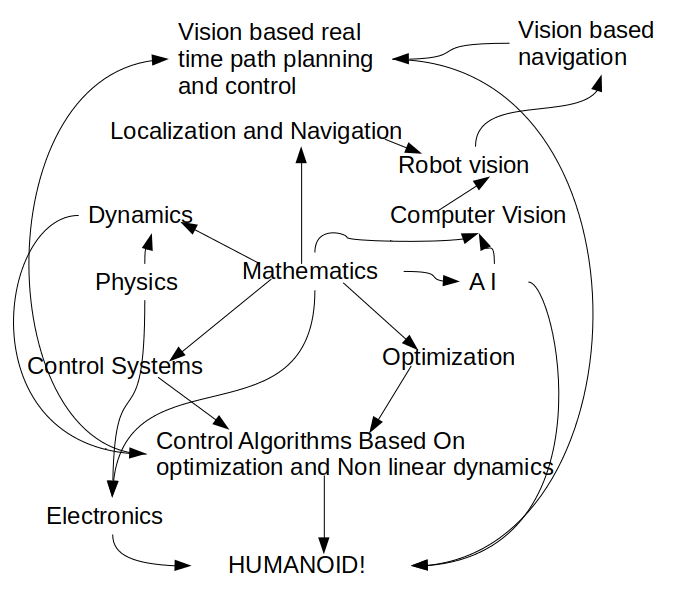 Vision based real
time path planning
and control
Vision based
navigation
Localization and Navigation
Robot vision
Dynamics
Computer Vision
Physics
Mathematics
A I
Control Systems
Optimization
Control Algorithms Based On
optimization and Non linear dynamics
Electronics
HUMANOID!